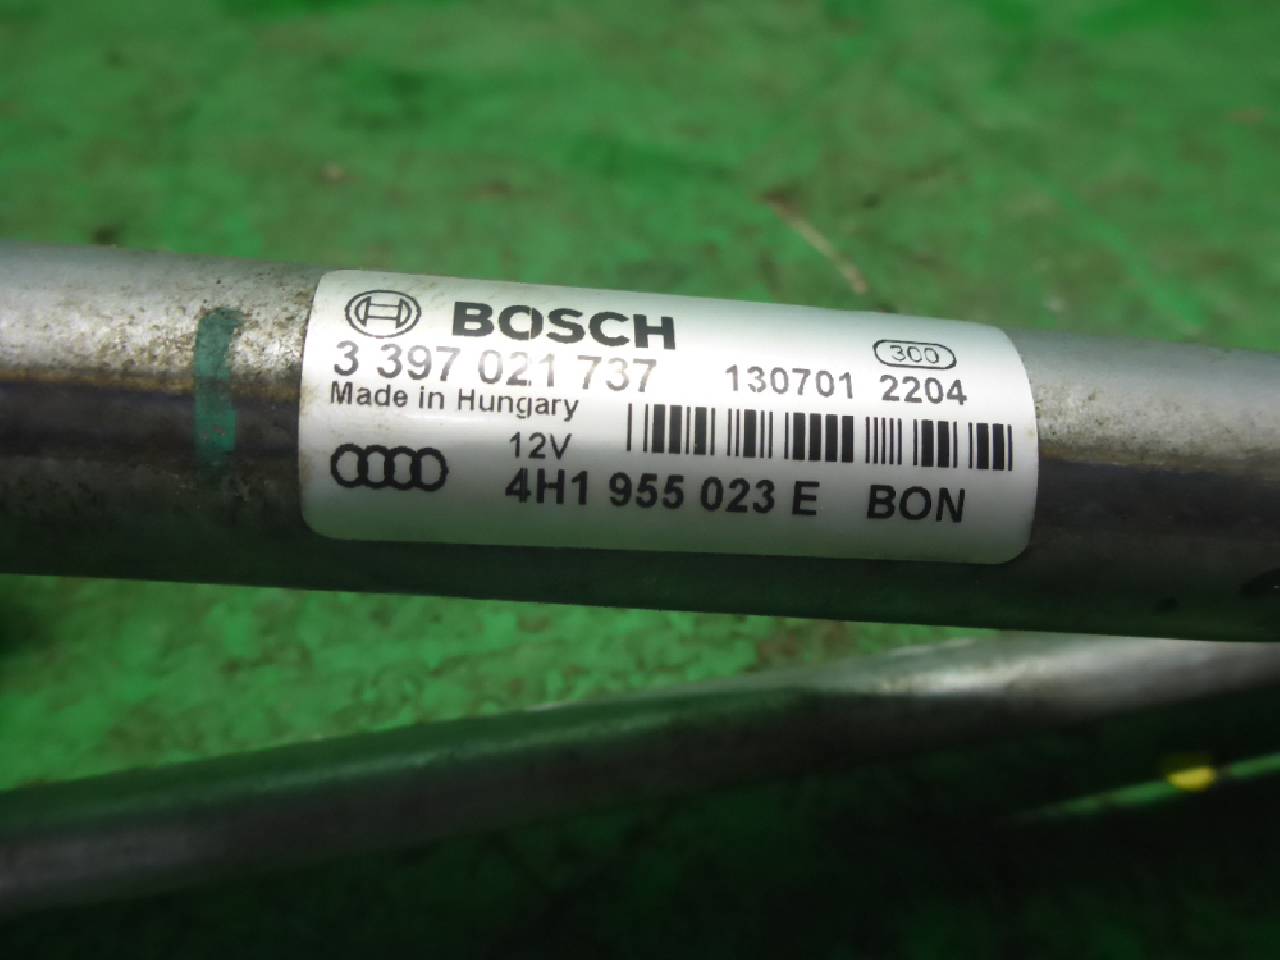 BOSCH
300
3 397 021 737 130701 2204
Made in Hungary
12V
4H1 955 023 E BON